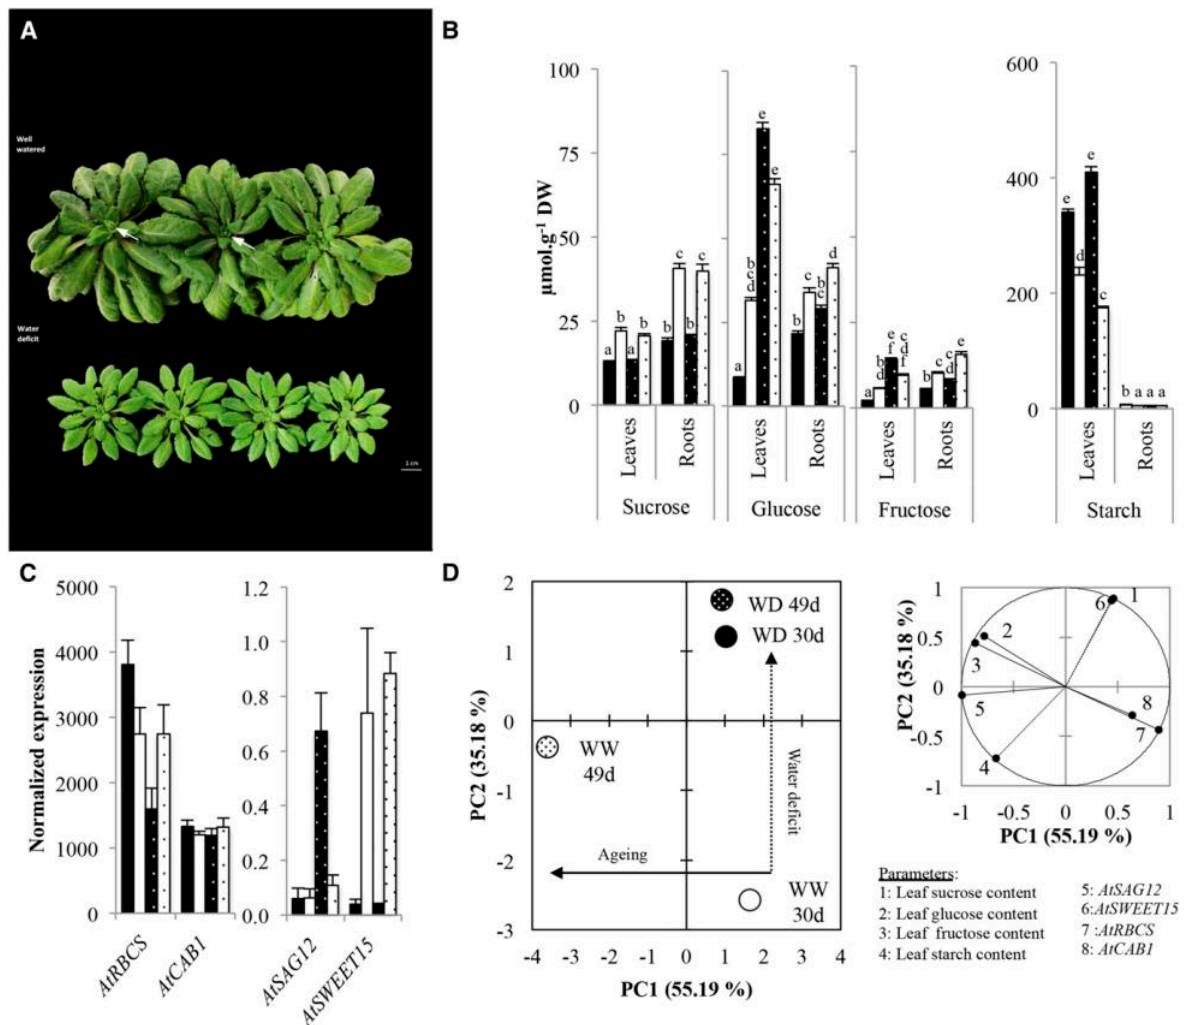 A
Well
watered
Water
deficit
1 cm
B
µmol.g⁻¹ DW
100
75
50
25
0
600
400
200
0
a
b
a
b
b
c
b
c
a
b
c
d
e
e
b
c
b
c
d
a
b
d
e
f
c
d
f
b
c
c
d
e
e
d
e
c
b a a a
Leaves
Roots
Leaves
Roots
Leaves
Roots
Leaves
Roots
Sucrose
Glucose
Fructose
Starch
C
Normalized expression
5000
4000
3000
2000
1000
0
1.2
1.0
0.8
0.6
0.4
0.2
0.0
AtRBCS
AtCAB1
AtSAG12
AtSWEET15
D
PC2 (35.18 %)
2
1
0
-1
-2
-3
-4 -3 -2 -1 0 1 2 3 4
PC1 (55.19 %)
WD 49d
WD 30d
WW
49d
Water deficit
Ageing
WW
30d
PC2 (35.18 %)
1
0.5
0
-0.5
-1
-1 -0.5 0 0.5 1
PC1 (55.19 %)
6
1
2
3
5
8
7
4
Parameters:
1: Leaf sucrose content
2: Leaf glucose content
3: Leaf fructose content
4: Leaf starch content
5: AtSAG12
6:AtSWEET15
7 :AtRBCS
8: AtCAB1